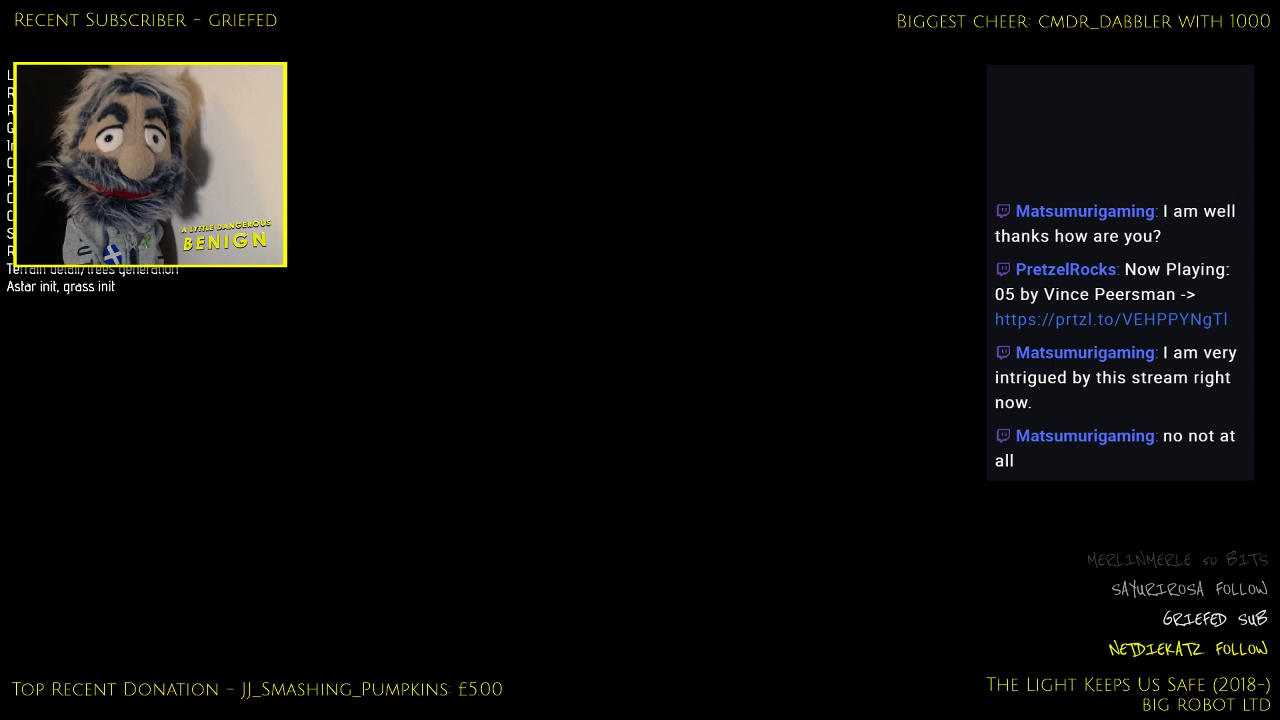 Recent Subscriber - griefed
Biggest cheer: cmdr_dabbler with 1000
A LYTTLE DANGEROUS
BENIGN
Terrain detail/trees generation
Astar init, grass init
Matsumurigaming: I am well
thanks how are you?
PretzelRocks: Now Playing:
05 by Vince Peersman ->
https://prtzl.to/VEHPPYNgTl
Matsumurigaming: I am very
intrigued by this stream right
now.
Matsumurigaming: no not at
all
MERLINMERLE 50 BITS
SAYURIROSA FOLLOW
GRIEFED SUB
NETDIEKATZ FOLLOW
Top Recent Donation - JJ_Smashing_Pumpkins: £5.00
The Light Keeps Us Safe (2018-)
BIG ROBOT LTD